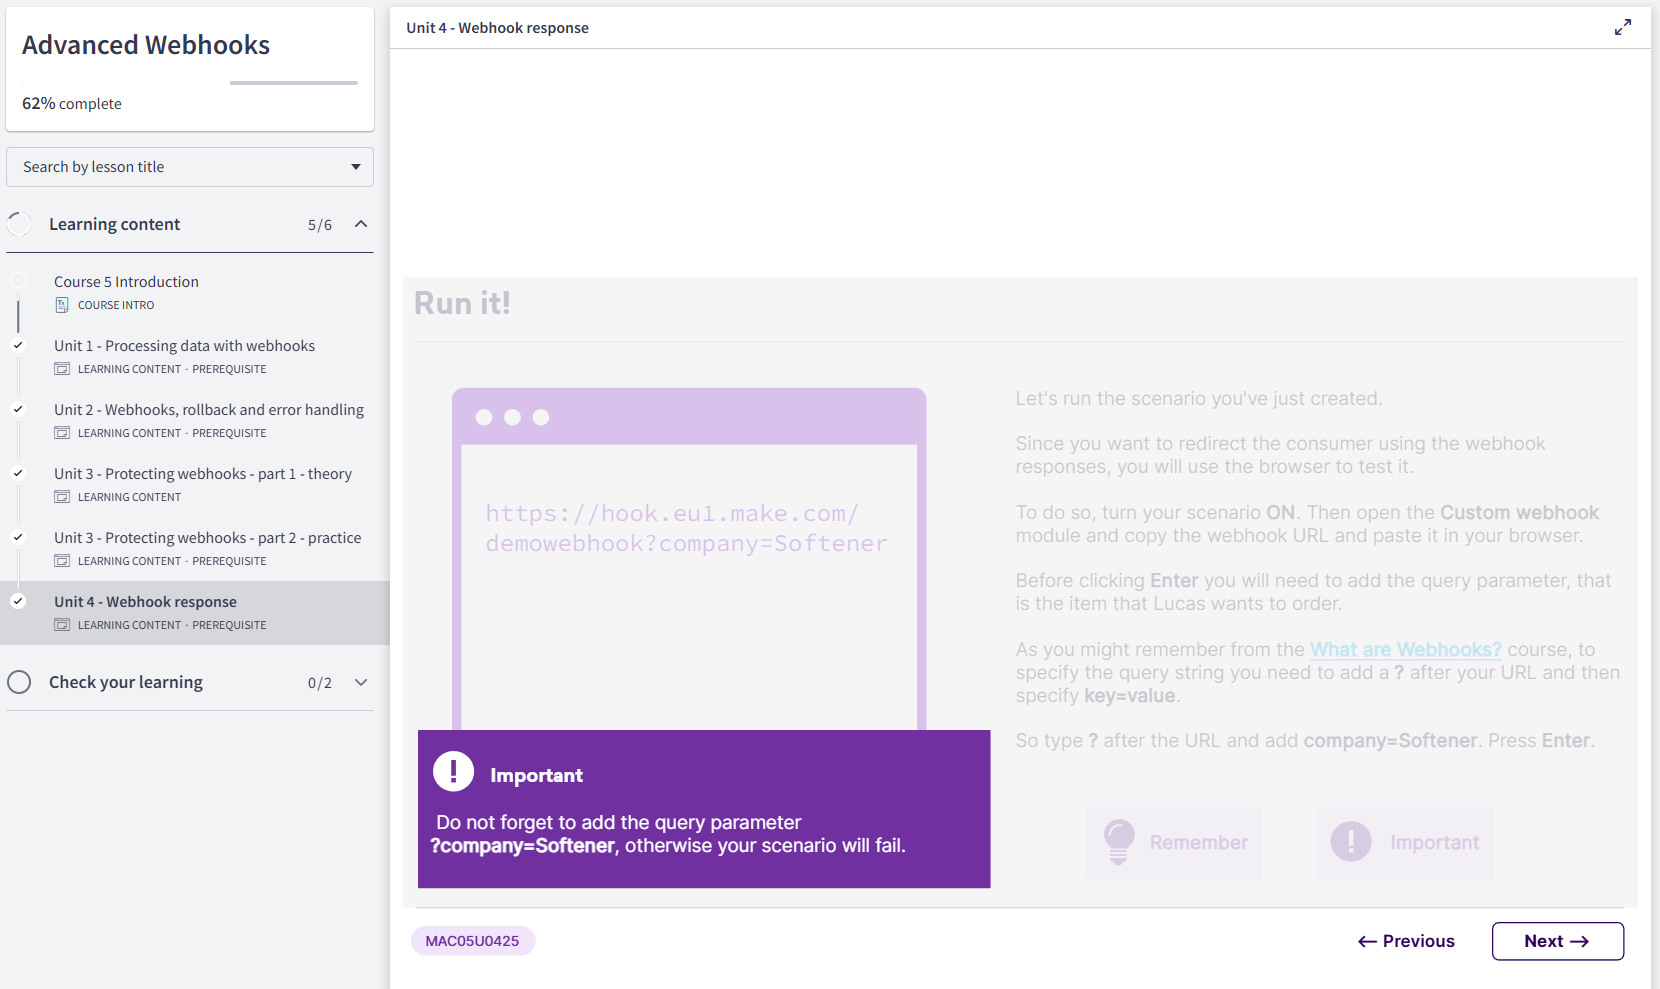 Advanced Webhooks
62% complete
Search by lesson title
Learning content 5/6
Course 5 Introduction
COURSE INTRO
Unit 1 - Processing data with webhooks
LEARNING CONTENT · PREREQUISITE
Unit 2 - Webhooks, rollback and error handling
LEARNING CONTENT · PREREQUISITE
Unit 3 - Protecting webhooks - part 1 - theory
LEARNING CONTENT
Unit 3 - Protecting webhooks - part 2 - practice
LEARNING CONTENT · PREREQUISITE
Unit 4 - Webhook response
LEARNING CONTENT · PREREQUISITE
Check your learning 0/2
Unit 4 - Webhook response
Run it!
https://hook.eu1.make.com/
demowebhook?company=Softener
Important
Do not forget to add the query parameter
?company=Softener, otherwise your scenario will fail.
Let's run the scenario you've just created.
Since you want to redirect the consumer using the webhook
responses, you will use the browser to test it.
To do so, turn your scenario ON. Then open the Custom webhook
module and copy the webhook URL and paste it in your browser.
Before clicking Enter you will need to add the query parameter, that
is the item that Lucas wants to order.
As you might remember from the What are Webhooks? course, to
specify the query string you need to add a ? after your URL and then
specify key=value.
So type ? after the URL and add company=Softener. Press Enter.
Remember
Important
MAC05U0425
← Previous
Next →